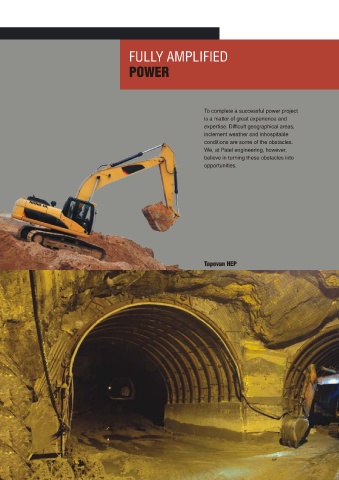 FULLY AMPLIFIED
POWER
To complete a successful power project
is a matter of great experience and
expertise. Difficult geographical areas,
inclement weather and inhospitable
conditions are some of the obstacles.
We, at Patel engineering, however,
believe in turning these obstacles into
opportunities.
Tapovan HEP